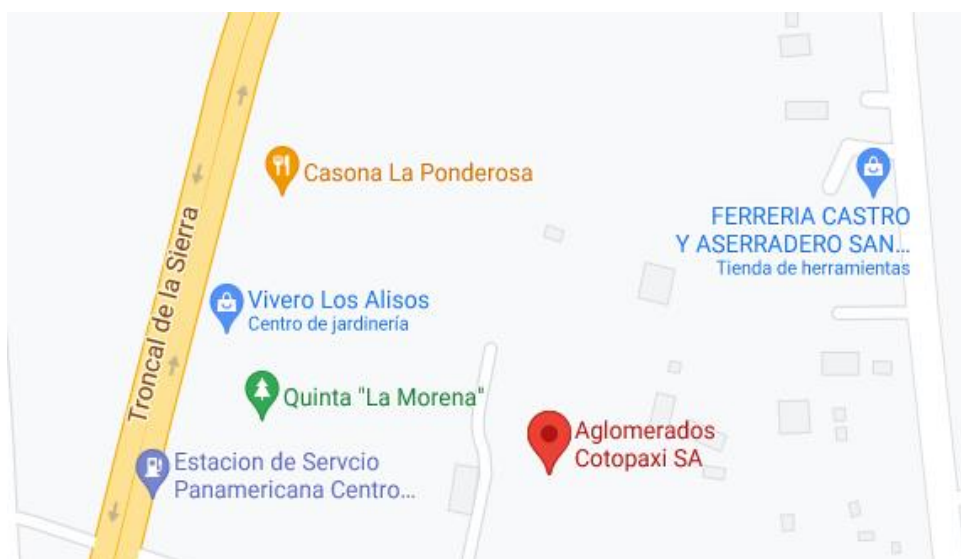 Casona La Ponderosa
FERRERIA CASTRO
Y ASERRADERO SAN...
Tienda de herramientas
Troncal de la Sierra
Vivero Los Alisos
Centro de jardinería
Quinta "La Morena"
Aglomerados
Cotopaxi SA
Estacion de Servcio
Panamericana Centro...